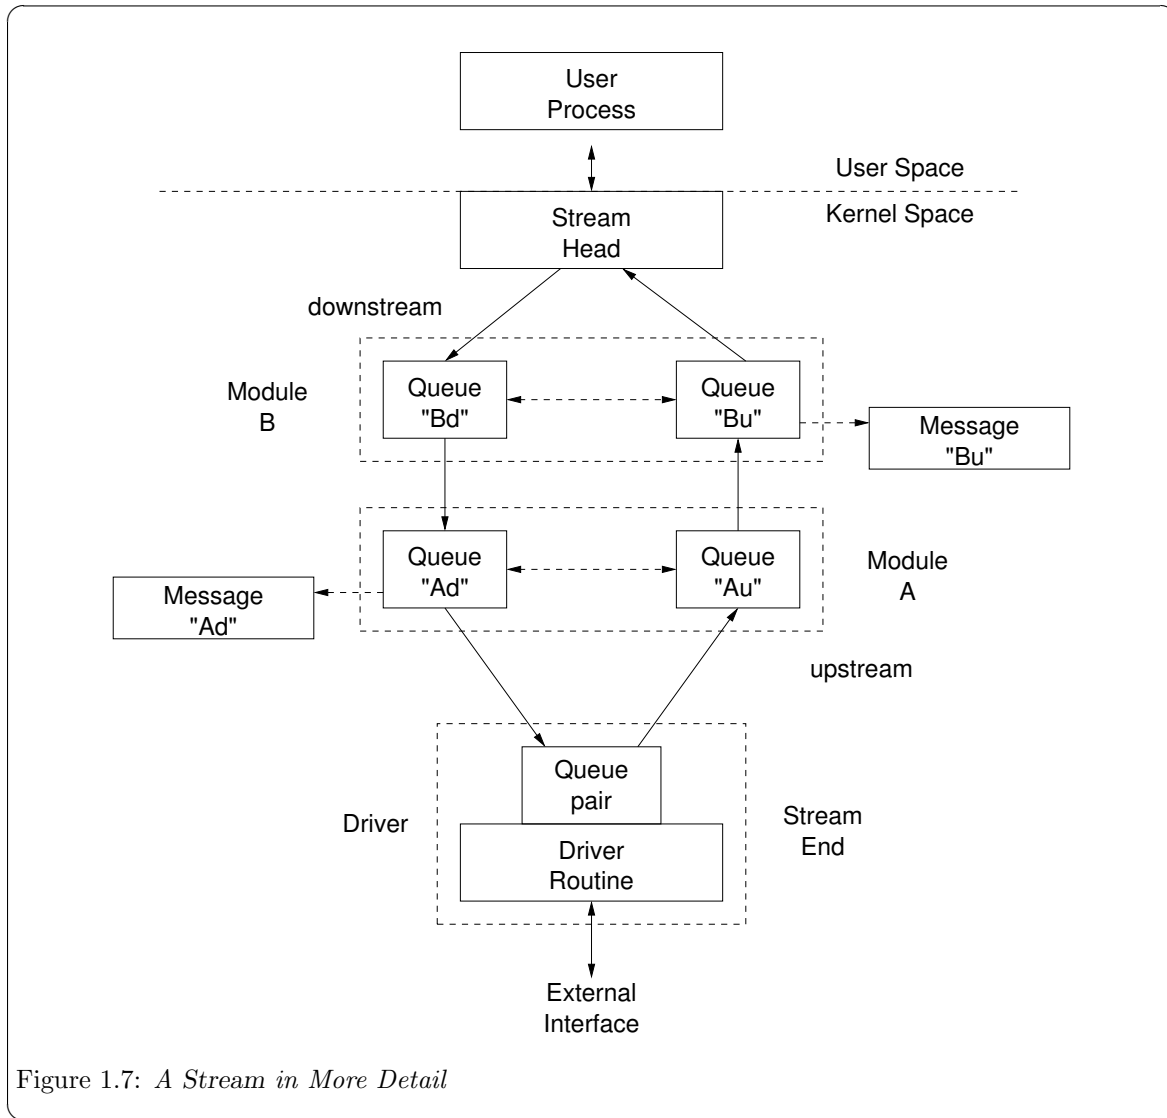 User
Process
User Space
Kernel Space
Stream
Head
downstream
Module
B
Queue
"Bd"
Queue
"Bu"
Message
"Bu"
Queue
"Ad"
Queue
"Au"
Module
A
Message
"Ad"
upstream
Queue
pair
Driver
Stream
End
Driver
Routine
External
Interface
Figure 1.7: A Stream in More Detail